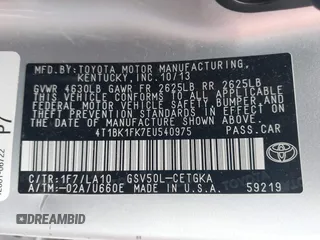 MFD.BY:TOYOTA MOTOR MANUFACTURING,
KENTUCKY,INC.10/13
GVWR 4630LB GAWR FR 2625LB RR 2625LB
THIS VEHICLE CONFORMS TO ALL APPLICABLE
FEDERAL MOTOR VEHICLE SAFETY, BUMPER, AND
THEFT PREVENTION STANDARDS IN EFFECT ON
THE DATE OF MANUFACTURE SHOWN ABOVE.
4T1BK1FK7EU540975 PASS.CAR
C/TR:1F7/LA10 GSV50L-CETGKA
A/TM:-02A/U660E MADE IN U.S.A. 59219
TOYOTA
P7
DREAMBID